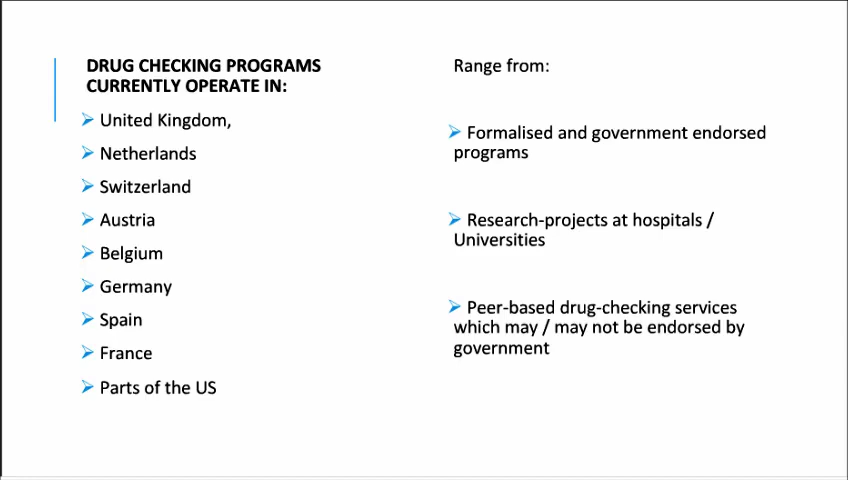 DRUG CHECKING PROGRAMS
CURRENTLY OPERATE IN:
United Kingdom,
Netherlands
Switzerland
Austria
Belgium
Germany
Spain
France
Parts of the US
Range from:
Formalised and government endorsed
programs
Research-projects at hospitals /
Universities
Peer-based drug-checking services
which may / may not be endorsed by
government